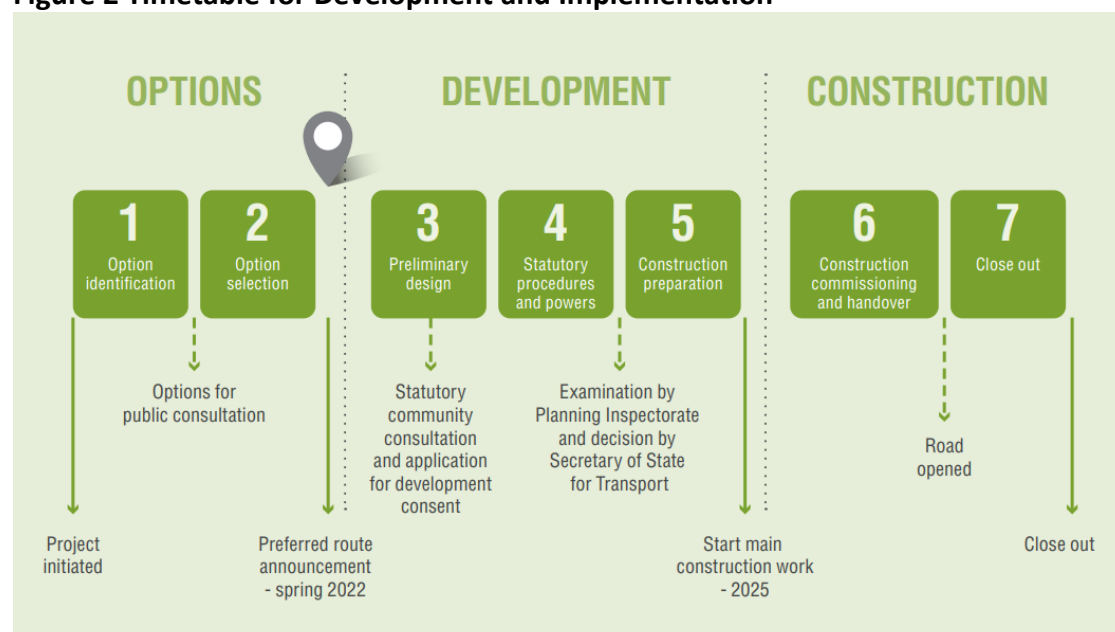 Figure 2 Timetable for Development and Implementation
OPTIONS
DEVELOPMENT
CONSTRUCTION
1
Option
identification
2
Option
selection
3
Preliminary
design
4
Statutory
procedures
and powers
5
Construction
preparation
6
Construction
commissioning
and handover
7
Close out
Options for
public consultation
Statutory
community
consultation
and application
for development
consent
Examination by
Planning Inspectorate
and decision by
Secretary of State
for Transport
Road
opened
Project
initiated
Preferred route
announcement
- spring 2022
Start main
construction work
- 2025
Close out